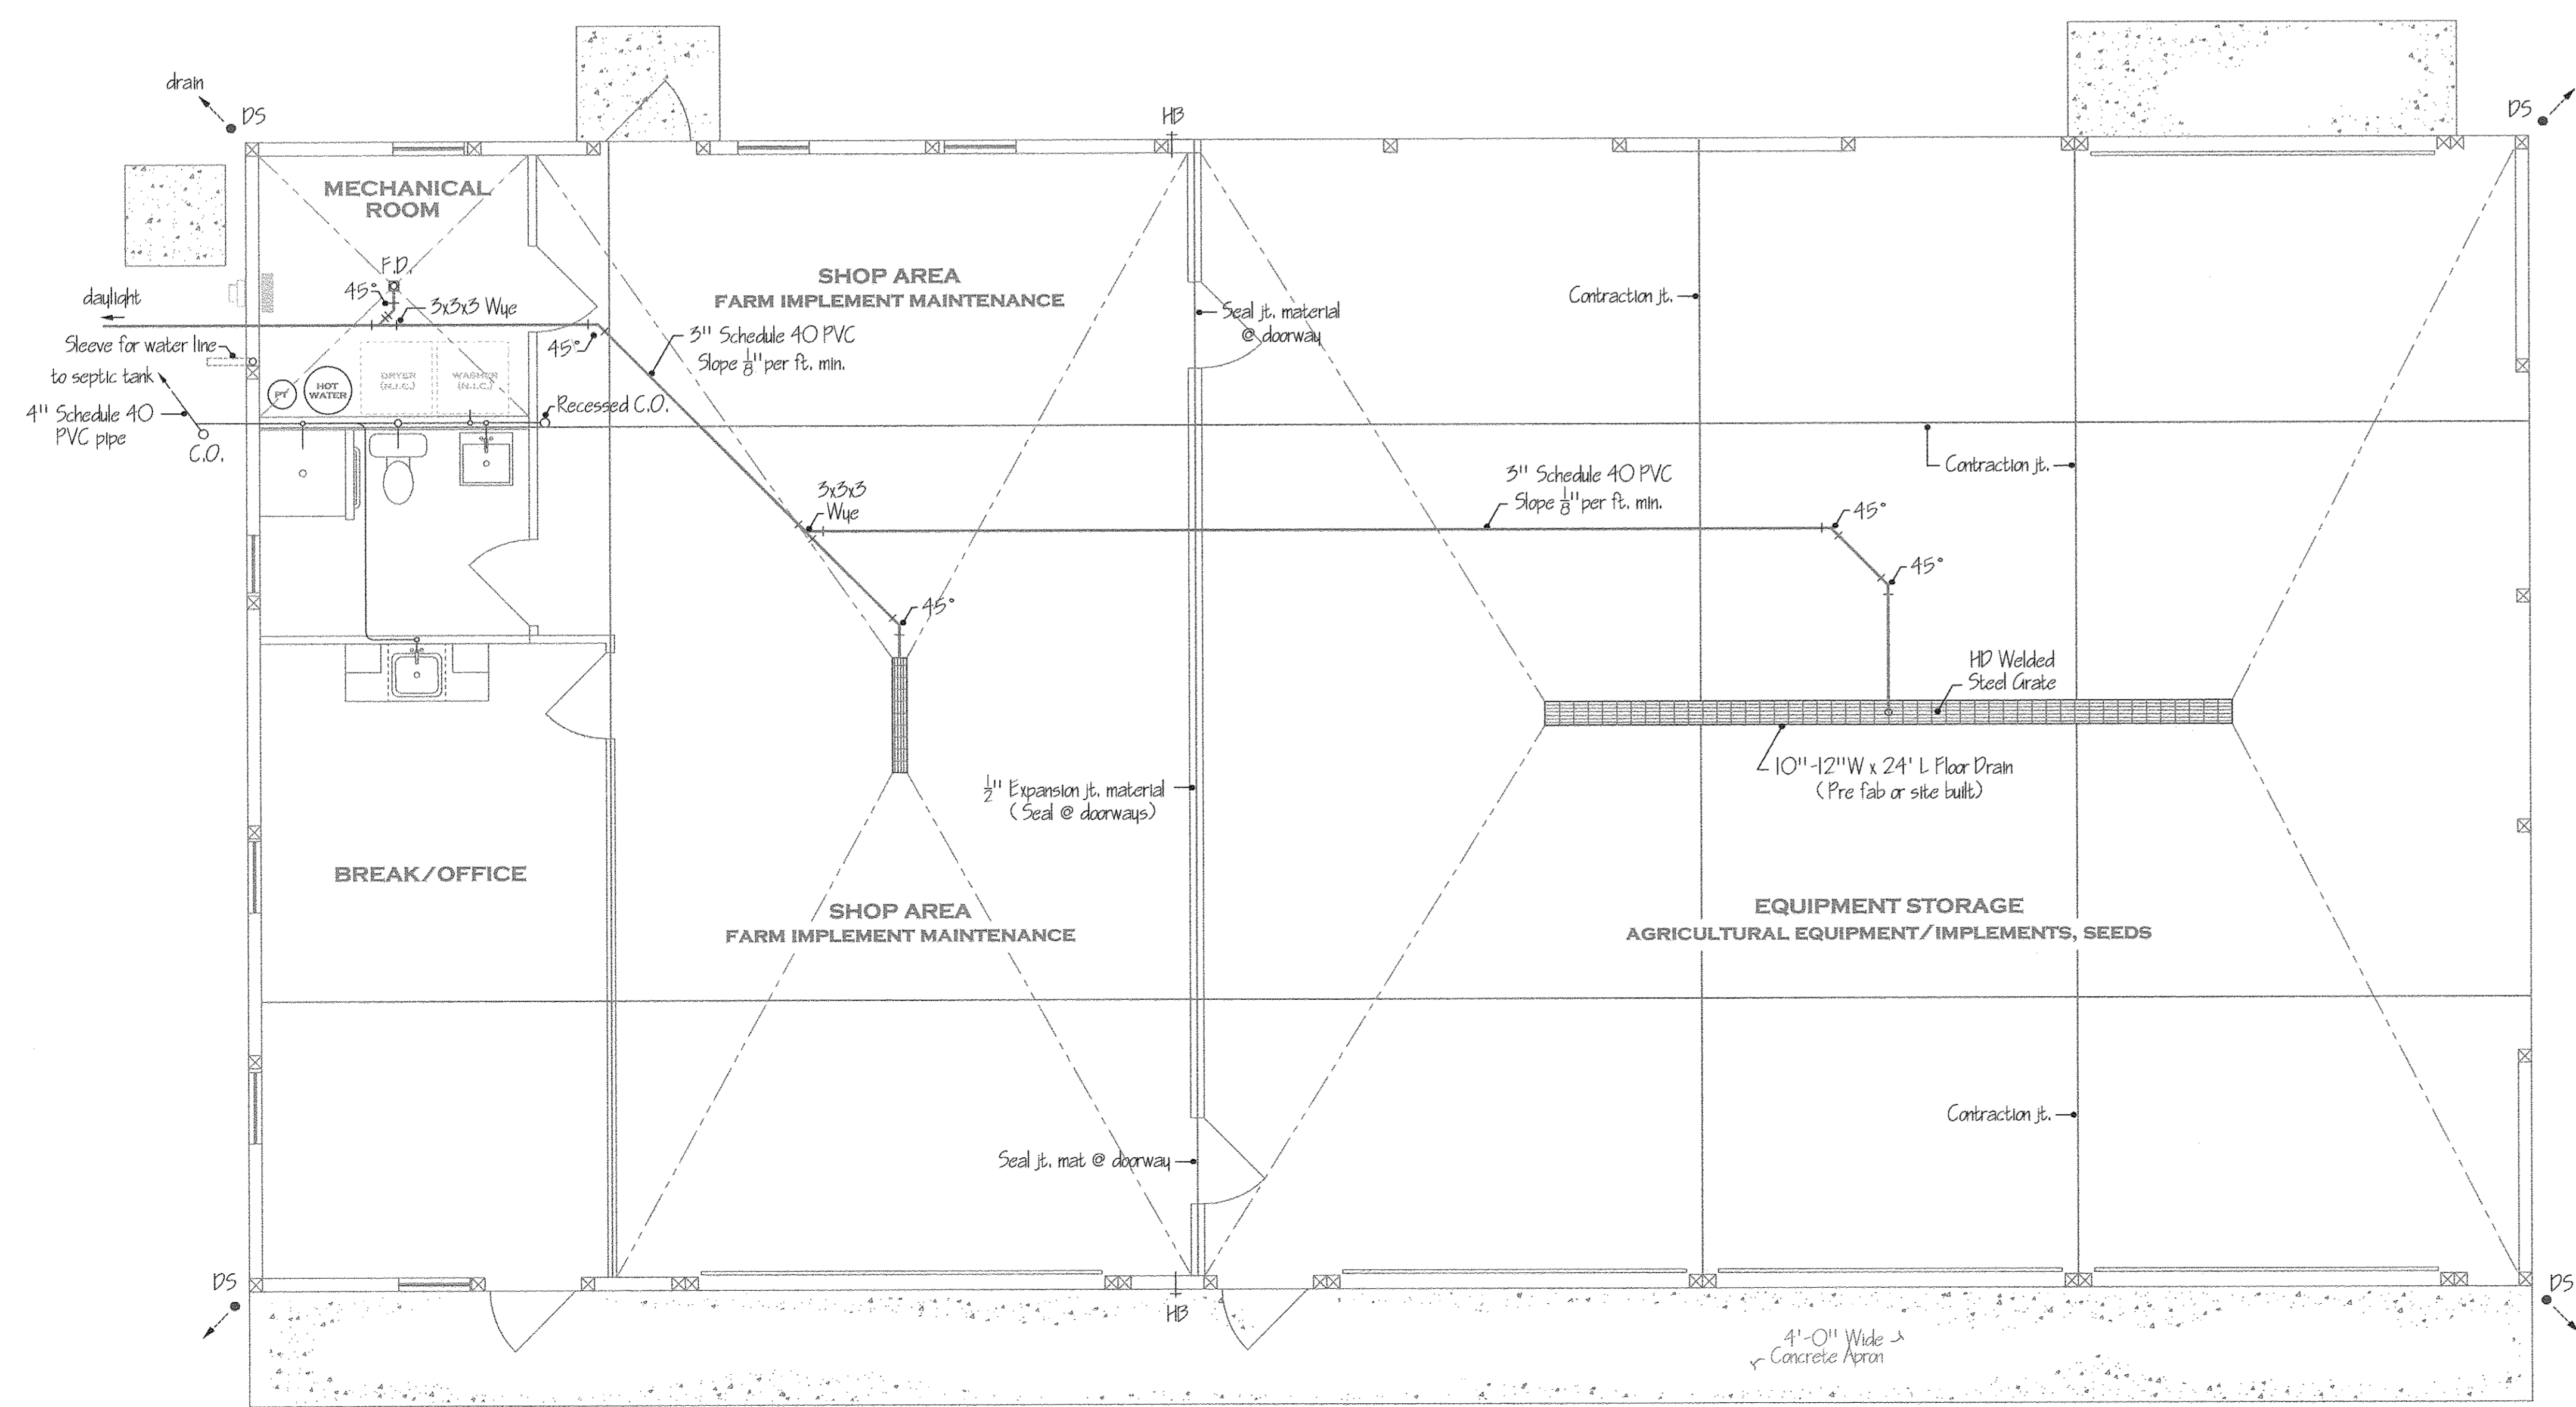 drain
DS
HB
DS
MECHANICAL
ROOM
F.D.
45°
3x3x3 Wye
daylight
Sleeve for water line
to septic tank
4" Schedule 40
PVC pipe
C.O.
PT
HOT
WATER
DRYER
(N.I.C.)
WASHER
(N.I.C.)
Recessed C.O.
45°
3" Schedule 40 PVC
Slope 1/8" per ft. min.
SHOP AREA
FARM IMPLEMENT MAINTENANCE
Seal jt. material
@ doorway
Contraction jt.
Contraction jt.
3x3x3
Wye
3" Schedule 40 PVC
Slope 1/8" per ft. min.
45°
45°
45°
HD Welded
Steel Grate
10"-12"W x 24' L Floor Drain
(Pre fab or site built)
1/2" Expansion jt. material
(Seal @ doorways)
BREAK/OFFICE
SHOP AREA
FARM IMPLEMENT MAINTENANCE
EQUIPMENT STORAGE
AGRICULTURAL EQUIPMENT/IMPLEMENTS, SEEDS
Contraction jt.
Seal jt. mat @ doorway
DS
HB
DS
4'-0" Wide
Concrete Apron